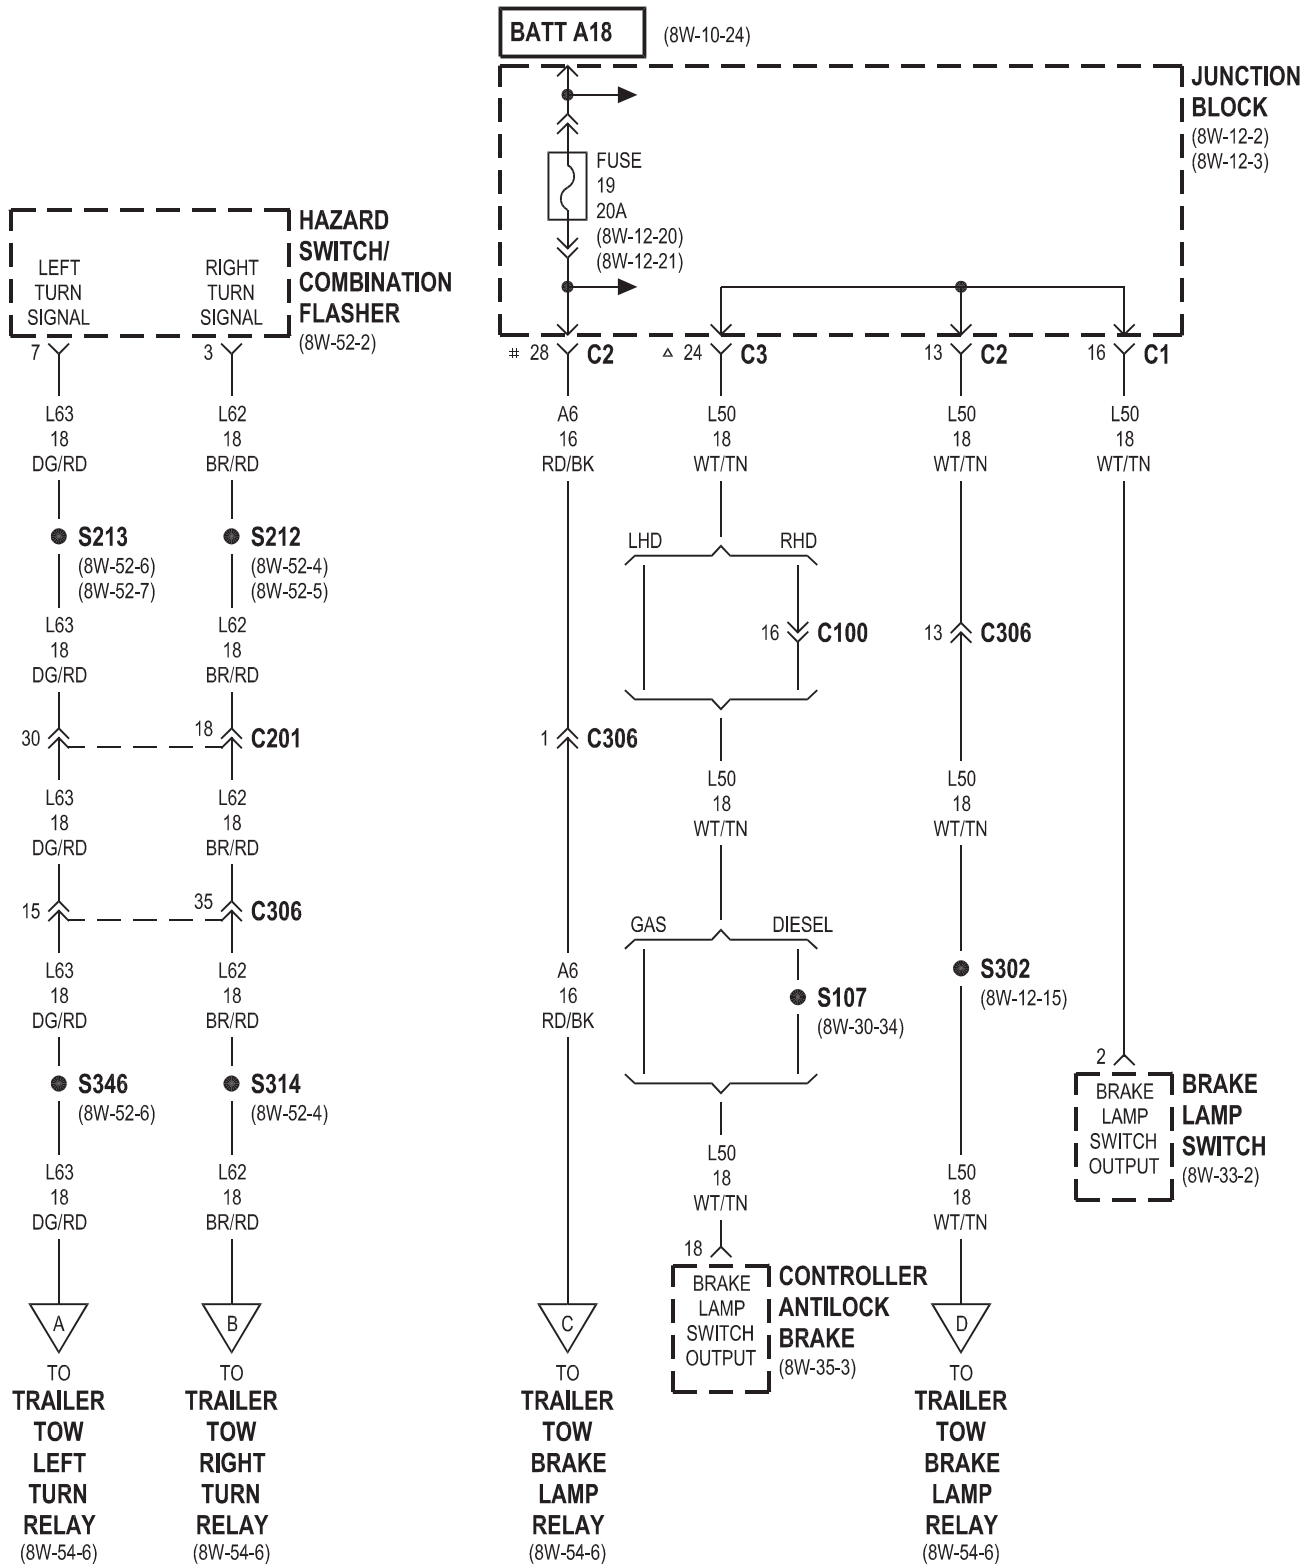 BATT A18
(8W-10-24)
JUNCTION
BLOCK
(8W-12-2)
(8W-12-3)
FUSE
19
20A
(8W-12-20)
(8W-12-21)
HAZARD
SWITCH/
COMBINATION
FLASHER
(8W-52-2)
LEFT
TURN
SIGNAL
RIGHT
TURN
SIGNAL
7
3
# 28 C2
△ 24 C3
13 C2
16 C1
L63
18
DG/RD
L62
18
BR/RD
A6
16
RD/BK
L50
18
WT/TN
L50
18
WT/TN
L50
18
WT/TN
S213
(8W-52-6)
(8W-52-7)
S212
(8W-52-4)
(8W-52-5)
LHD
RHD
16 C100
13 C306
L63
18
DG/RD
L62
18
BR/RD
30
18 C201
1 C306
L63
18
DG/RD
L62
18
BR/RD
L50
18
WT/TN
L50
18
WT/TN
15
35 C306
GAS
DIESEL
S107
(8W-30-34)
S302
(8W-12-15)
L63
18
DG/RD
L62
18
BR/RD
A6
16
RD/BK
S346
(8W-52-6)
S314
(8W-52-4)
2
BRAKE
LAMP
SWITCH
OUTPUT
BRAKE
LAMP
SWITCH
(8W-33-2)
L63
18
DG/RD
L62
18
BR/RD
L50
18
WT/TN
L50
18
WT/TN
18
BRAKE
LAMP
SWITCH
OUTPUT
CONTROLLER
ANTILOCK
BRAKE
(8W-35-3)
A
TO
TRAILER
TOW
LEFT
TURN
RELAY
(8W-54-6)
B
TO
TRAILER
TOW
RIGHT
TURN
RELAY
(8W-54-6)
C
TO
TRAILER
TOW
BRAKE
LAMP
RELAY
(8W-54-6)
D
TO
TRAILER
TOW
BRAKE
LAMP
RELAY
(8W-54-6)